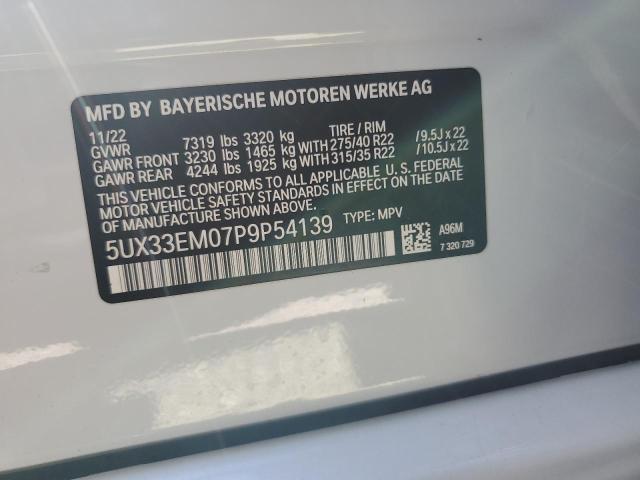 MFD BY BAYERISCHE MOTOREN WERKE AG
11/22 TIRE / RIM
GVWR 7319 lbs 3320 kg
GAWR FRONT 3230 lbs 1465 kg WITH 275/40 R22 /9.5J x 22
GAWR REAR 4244 lbs 1925 kg WITH 315/35 R22 /10.5J x 22
THIS VEHICLE CONFORMS TO ALL APPLICABLE U.S. FEDERAL
MOTOR VEHICLE SAFETY STANDARDS IN EFFECT ON THE
DATE OF MANUFACTURE SHOWN ABOVE.
5UX33EM07P9P54139 TYPE: MPV
A96M
7 320 729